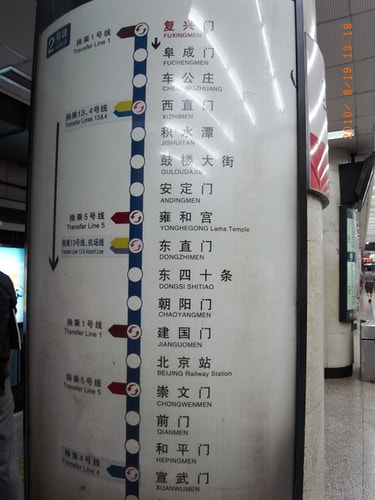 2号线
换乘1号线
Transfer Line 1
复兴门
FUXINGMEN
阜成门
FUCHENGMEN
车公庄
换乘13、4号线
Transfer Lines 13&4
西直门
XIZHIMEN
积水潭
JISHUITAN
鼓楼大街
GULOUDAJIE
安定门
ANDINGMEN
换乘5号线
Transfer Line 5
雍和宫
YONGHEGONG Lama Temple
换乘13号线、机场线
Transfer Line 13 & Airport Line
东直门
DONGZHIMEN
东四十条
DONGSI SHITIAO
朝阳门
CHAOYANGMEN
换乘1号线
Transfer Line 1
建国门
JIANGUOMEN
北京站
BEIJING Railway Station
换乘5号线
Transfer Line 5
崇文门
CHONGWENMEN
前门
QIANMEN
和平门
HEPINGMEN
换乘4号线
Transfer Line 4
宣武门
XUANWUMEN
2010/ 8/19 13:18